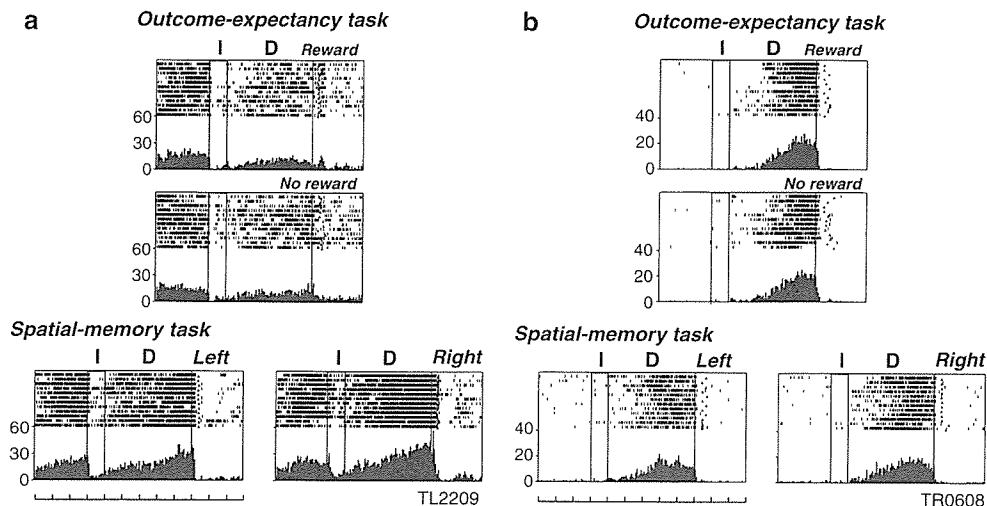 a
Outcome-expectancy task
I D Reward
60
30
0
No reward
60
30
0
Spatial-memory task
I D Left
60
30
0
I D Right
TL2209
b
Outcome-expectancy task
I D Reward
40
20
0
No reward
40
20
0
Spatial-memory task
I D Left
40
20
0
I D Right
TR0608